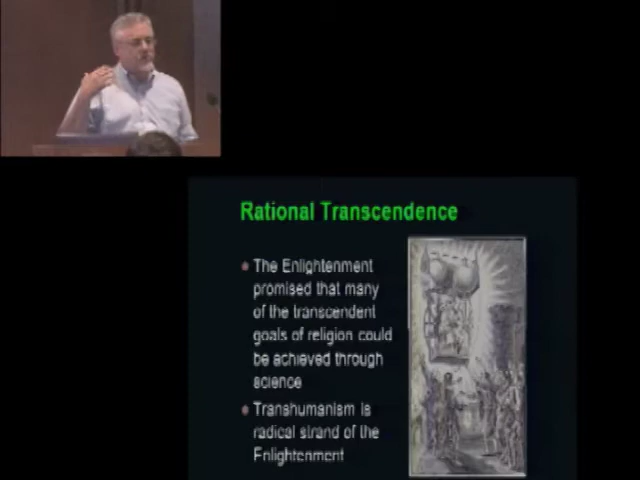 Rational Transcendence
The Enlightenment
promised that many
of the transcendent
goals of religion could
be achieved through
science
Transhumanism is
radical strand of the
Enlightenment